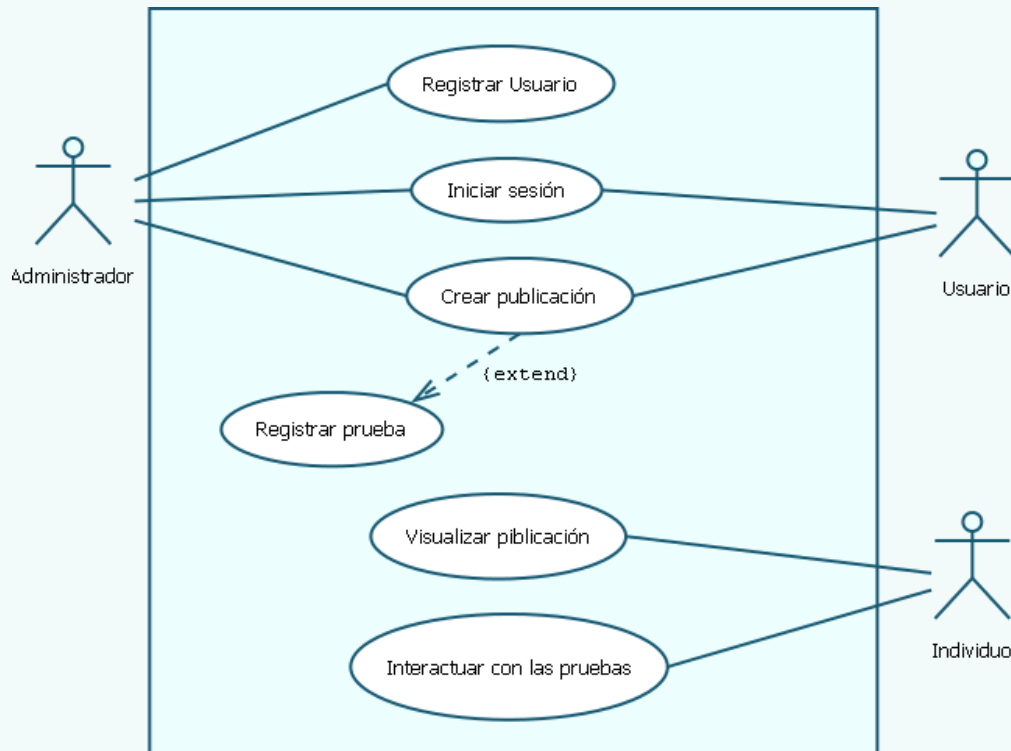 Registrar Usuario
Iniciar sesión
Administrador
Usuario
Crear publicación
{extend}
Registrar prueba
Visualizar piblicación
Individuo
Interactuar con las pruebas